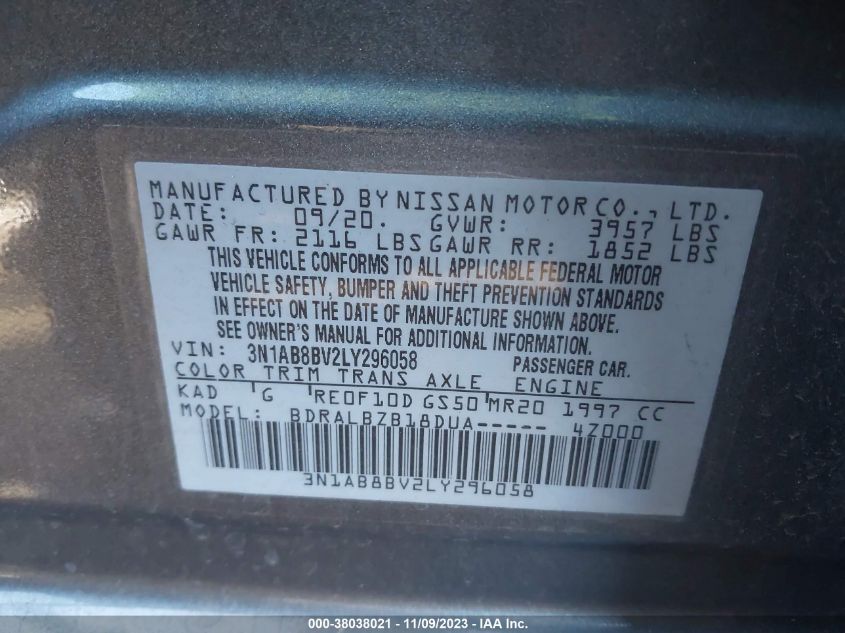 MANUFACTURED BY NISSAN MOTOR CO., LTD.
DATE: 09/20. GVWR: 3957 LBS
GAWR FR: 2116 LBS GAWR RR: 1852 LBS
THIS VEHICLE CONFORMS TO ALL APPLICABLE FEDERAL MOTOR
VEHICLE SAFETY, BUMPER AND THEFT PREVENTION STANDARDS
IN EFFECT ON THE DATE OF MANUFACTURE SHOWN ABOVE.
SEE OWNER'S MANUAL FOR ADDITIONAL INFORMATION.
VIN: 3N1AB8BV2LY296058 PASSENGER CAR.
COLOR TRIM TRANS AXLE ENGINE
KAD G RE0F10D GS50 MR20 1997 CC
MODEL: BDRALBZB18DUA----- 4Z000
3N1AB8BV2LY296058
000-38038021 - 11/09/2023 - IAA Inc.